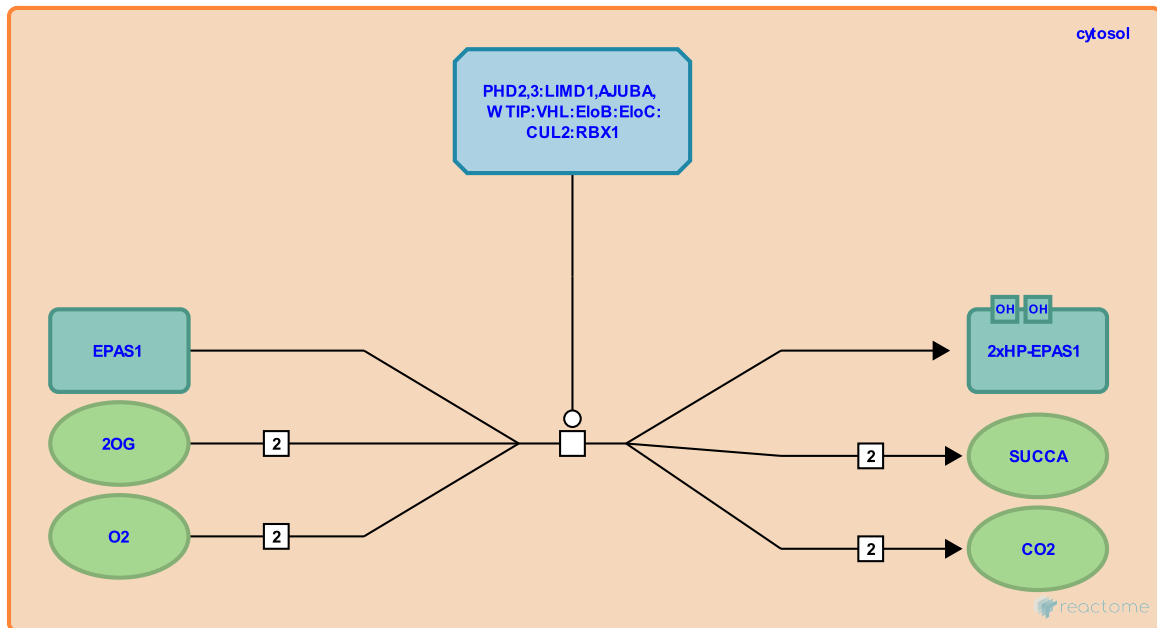 cytosol
PHD2,3:LIMD1,AJUBA,
W TIP:VHL:EloB:EloC:
CUL2:RBX1
OH OH
EPAS1
2xHP-EPAS1
2OG
2
2
SUCCA
O2
2
2
CO2
reactome